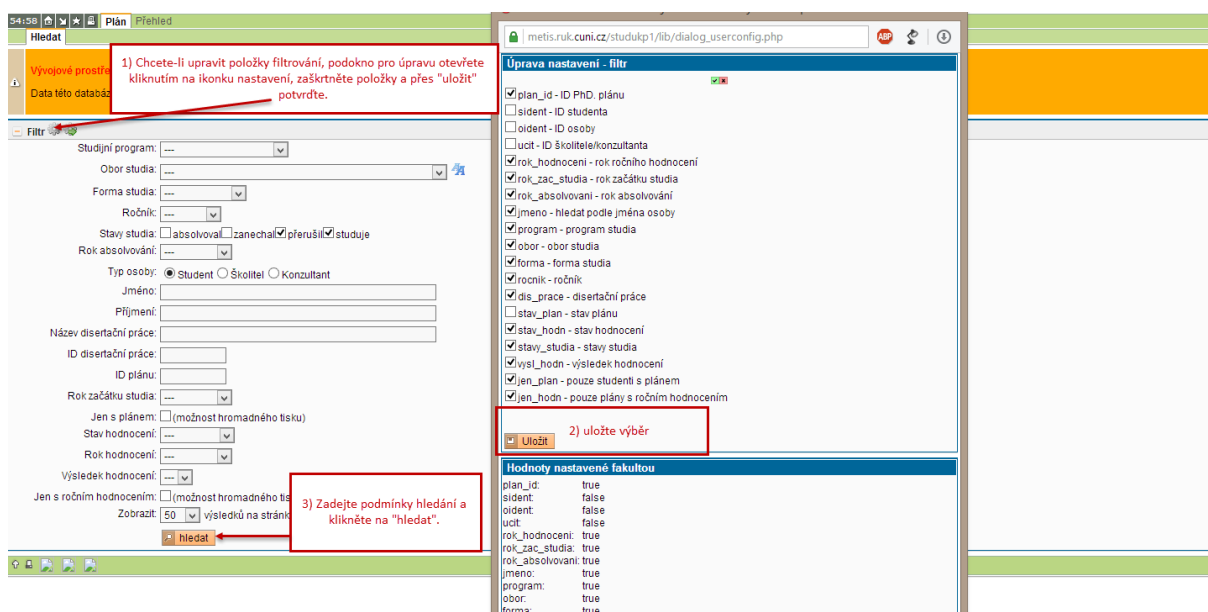 54:58 Plán Přehled
Hledat
Vývojové prostře
Data této databáz
1) Chcete-li upravit položky filtrování, podokno pro úpravu otevřete
kliknutím na ikonku nastavení, zaškrtněte položky a přes "uložit"
potvrďte.
Filtr
Studijní program: ---
Obor studia: ---
Forma studia: ---
Ročník: ---
Stavy studia: absolvoval zanechal přerušil studuje
Rok absolvování: ---
Typ osoby: Student Školitel Konzultant
Jméno:
Příjmení:
Název disertační práce:
ID disertační práce:
ID plánu:
Rok začátku studia: ---
Jen s plánem: (možnost hromadného tisku)
Stav hodnocení: ---
Rok hodnocení: ---
Výsledek hodnocení: ---
Jen s ročním hodnocením: (možnost hromadného tis
Zobrazit: 50 výsledků na stránk
hledat
3) Zadejte podmínky hledání a
klikněte na "hledat".
metis.ruk.cuni.cz/studukp1/lib/dialog_userconfig.php ABP
Úprava nastavení - filtr
plan_id - ID PhD. plánu
sident - ID studenta
oident - ID osoby
ucit - ID školitele/konzultanta
rok_hodnoceni - rok ročního hodnocení
rok_zac_studia - rok začátku studia
rok_absolvovani - rok absolvování
jmeno - hledat podle jména osoby
program - program studia
obor - obor studia
forma - forma studia
rocnik - ročník
dis_prace - disertační práce
stav_plan - stav plánu
stav_hodn - stav hodnocení
stavy_studia - stavy studia
vysl_hodn - výsledek hodnocení
jen_plan - pouze studenti s plánem
jen_hodn - pouze plány s ročním hodnocením
Uložit
2) uložte výběr
Hodnoty nastavené fakultou
plan_id: true
sident: false
oident: false
ucit: false
rok_hodnoceni: true
rok_zac_studia: true
rok_absolvovani: true
jmeno: true
program: true
obor: true
forma: true